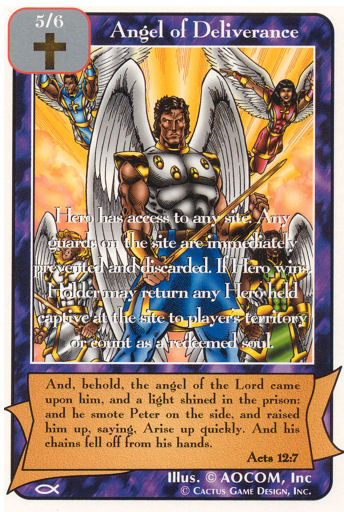 5/6
Angel of Deliverance
Hero has access to any site. Any
guards on the site are immediately
prevented and discarded. If Hero wins,
Holder may return any Hero held
captive at the site to players territory
or count as a redeemed soul.
And, behold, the angel of the Lord came
upon him, and a light shined in the prison:
and he smote Peter on the side, and raised
him up, saying, Arise up quickly. And his
chains fell off from his hands.
Acts 12:7
Illus. © AOCOM, Inc
© Cactus Game Design, Inc.